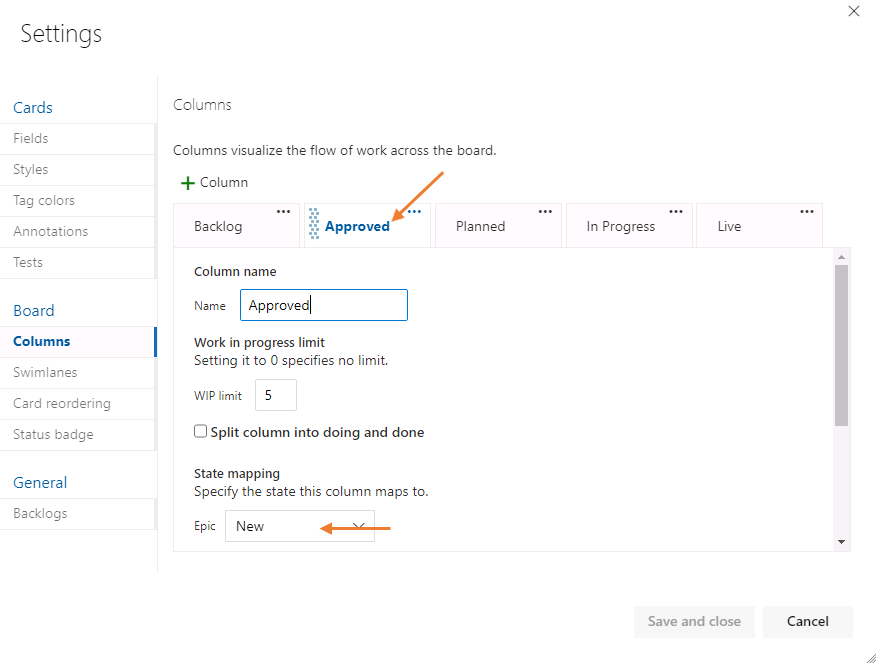 Settings
Cards
Fields
Styles
Tag colors
Annotations
Tests
Board
Columns
Swimlanes
Card reordering
Status badge
General
Backlogs
Columns
Columns visualize the flow of work across the board.
+ Column
Backlog ... Approved ... Planned ... In Progress ... Live ...
Column name
Name Approved
Work in progress limit
Setting it to 0 specifies no limit.
WIP limit 5
Split column into doing and done
State mapping
Specify the state this column maps to.
Epic New
Save and close Cancel